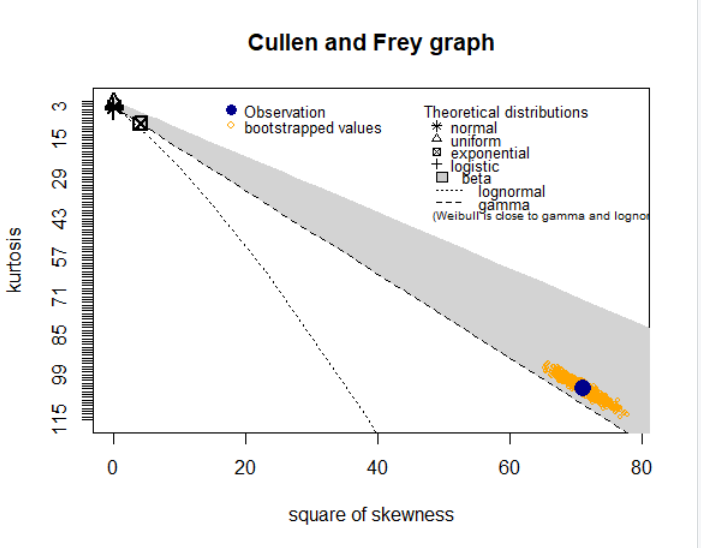 Cullen and Frey graph
kurtosis
3
15
29
43
57
71
85
99
115
Observation
bootstrapped values
Theoretical distributions
normal
uniform
exponential
logistic
beta
lognormal
gamma
(Weibull is close to gamma and lognor
0 20 40 60 80
square of skewness